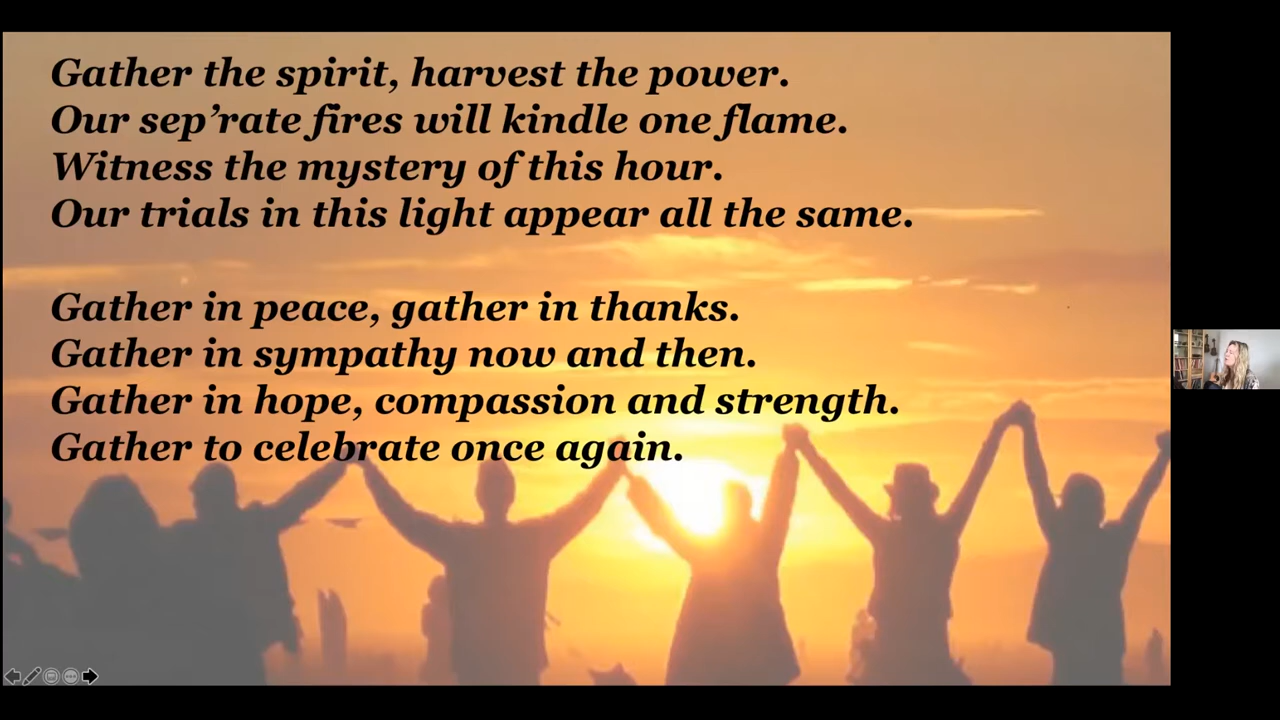 Gather the spirit, harvest the power.
Our sep’rate fires will kindle one flame.
Witness the mystery of this hour.
Our trials in this light appear all the same.
Gather in peace, gather in thanks.
Gather in sympathy now and then.
Gather in hope, compassion and strength.
Gather to celebrate once again.